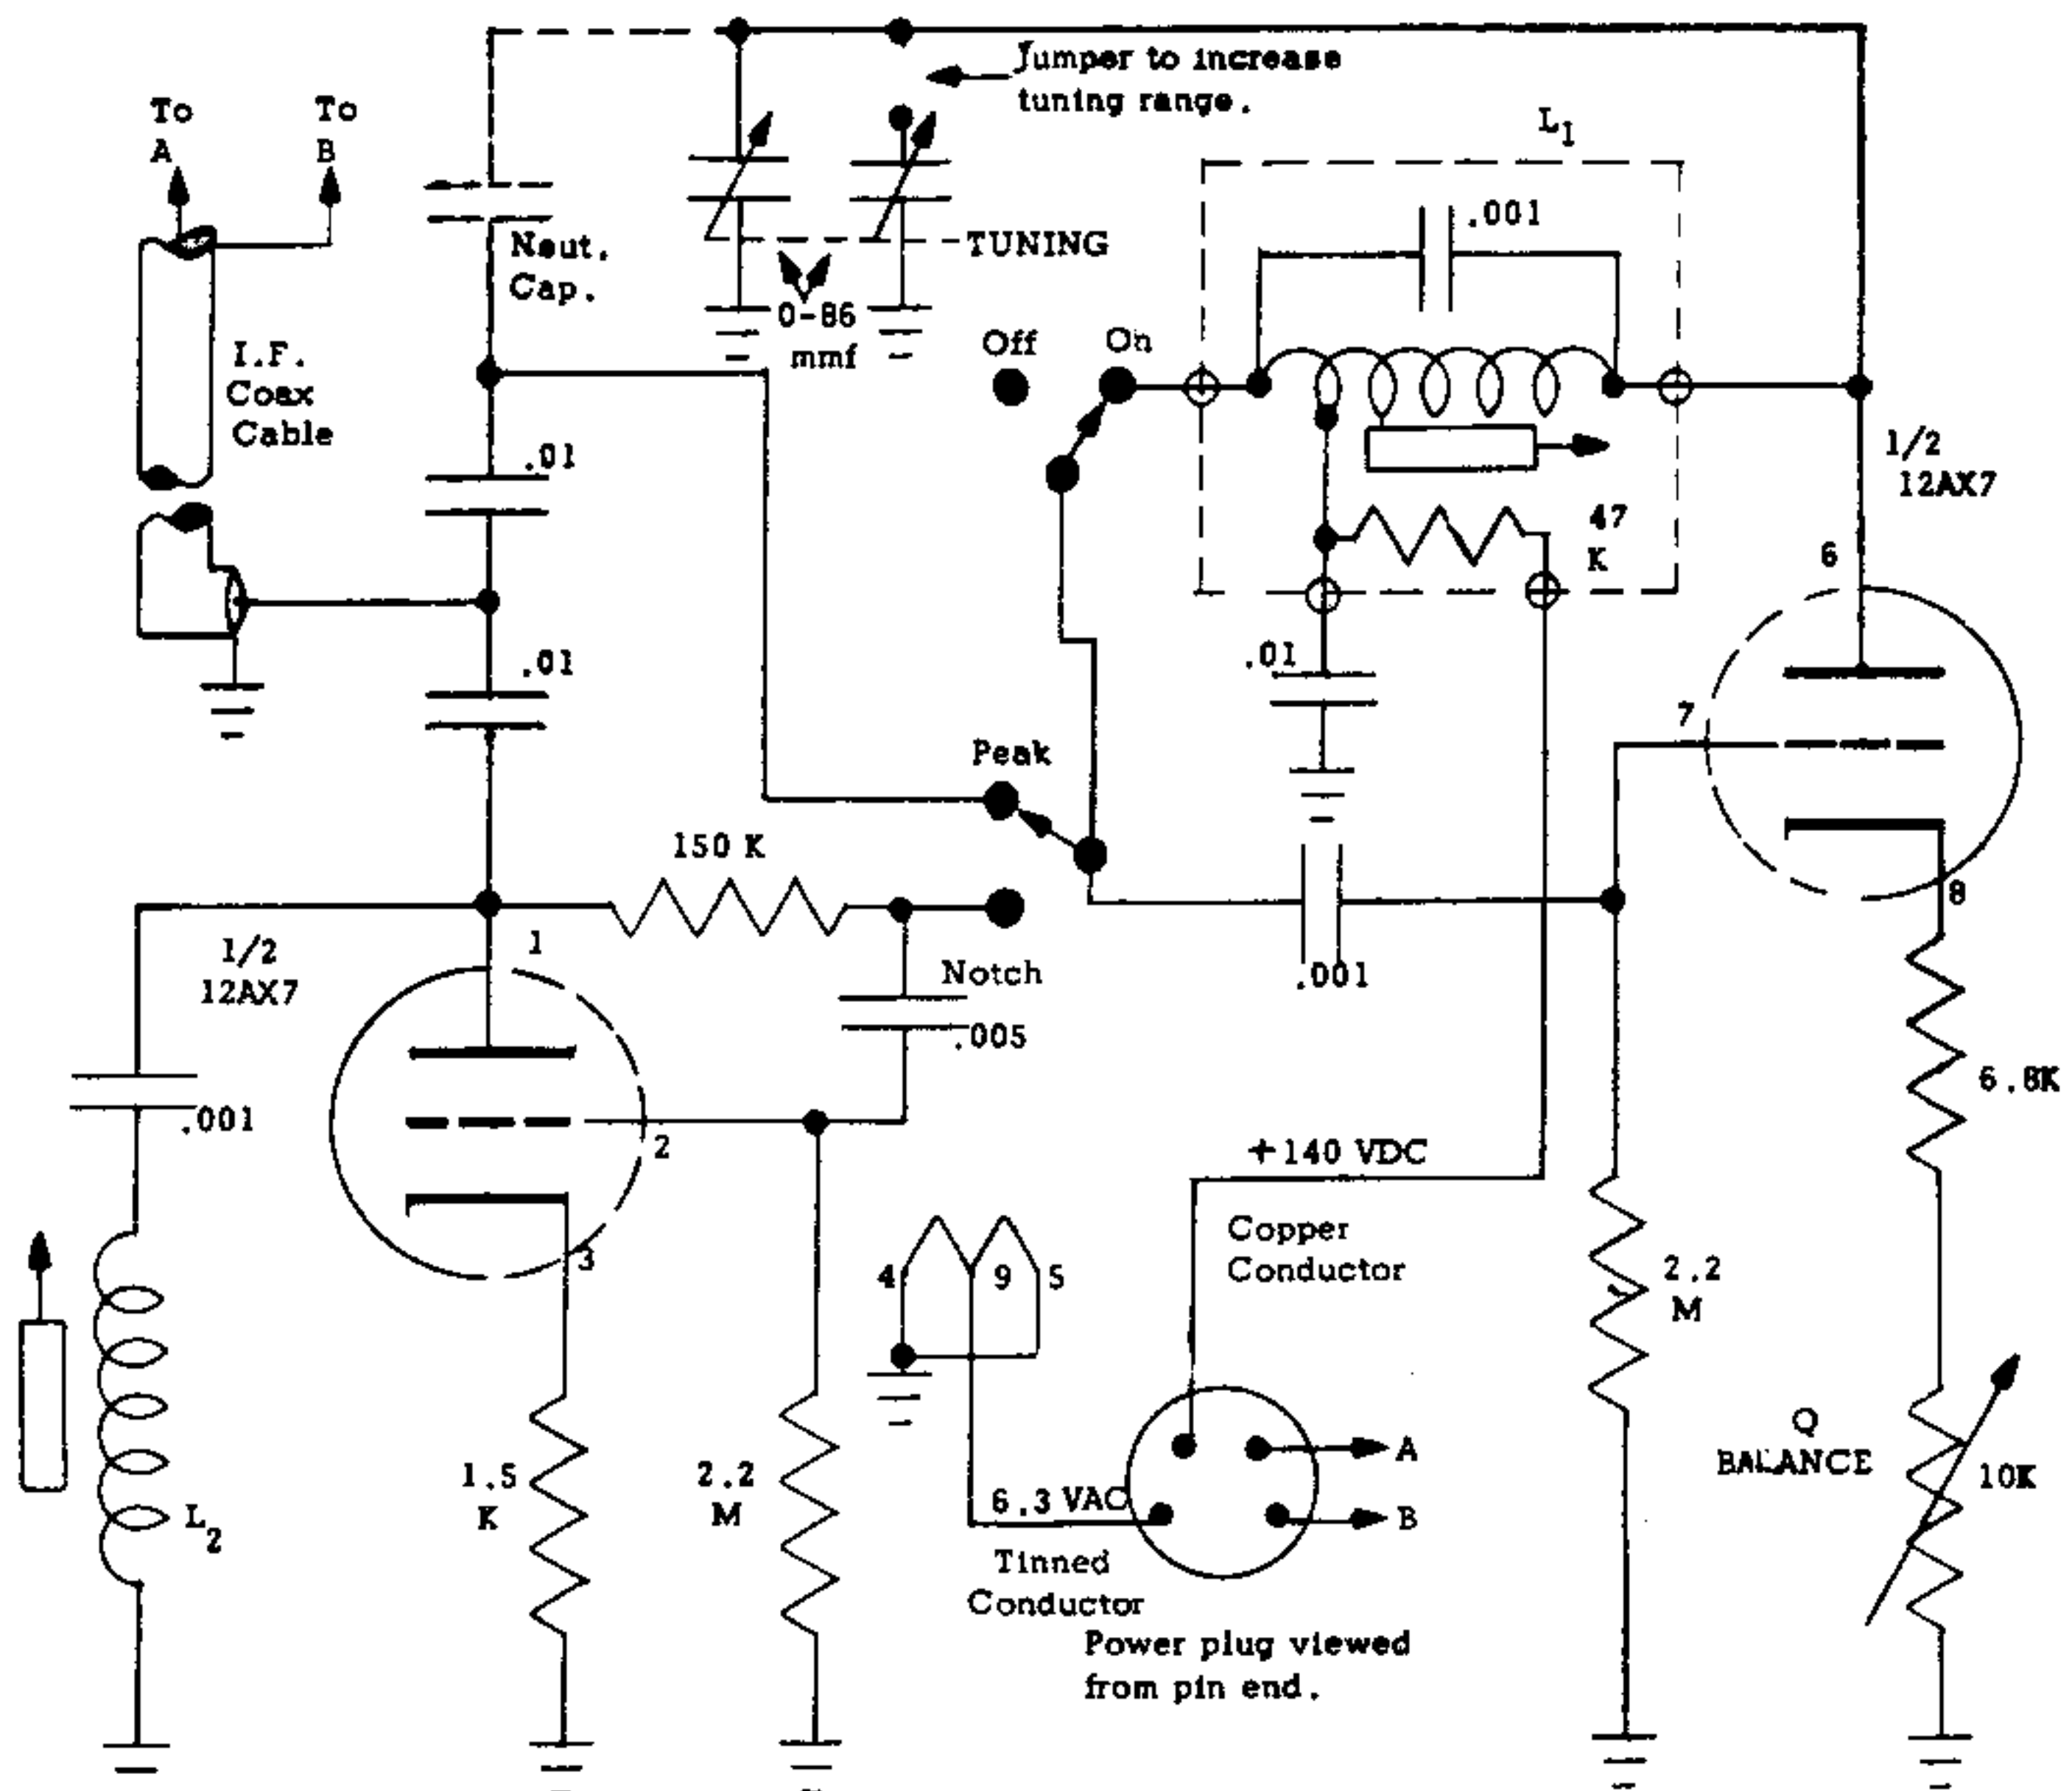 To
A
To
B
Jumper to increase
tuning range.
L1
.001
Neut.
Cap.
TUNING
0-86
mmf
Off
On
I.F.
Coax
Cable
.01
1/2
12AX7
47
K
6
.01
.01
7
Peak
150 K
8
1/2
12AX7
1
Notch
.001
.005
6.8K
.001
2
+140 VDC
3
Copper
Conductor
4
9
5
2.2
M
Q
BALANCE
10K
A
1.5
K
2.2
M
6.3 VAC
B
L2
Tinned
Conductor
Power plug viewed
from pin end.